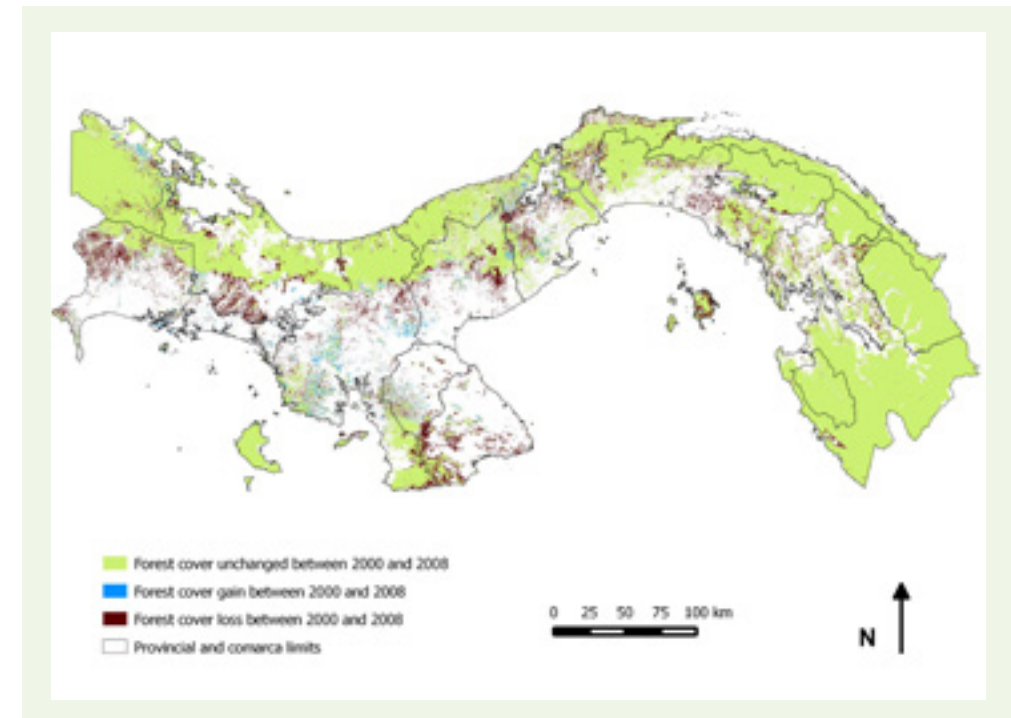 Forest cover unchanged between 2000 and 2008
Forest cover gain between 2000 and 2008
Forest cover loss between 2000 and 2008
Provincial and comarca limits
0 25 50 75 100 km
N